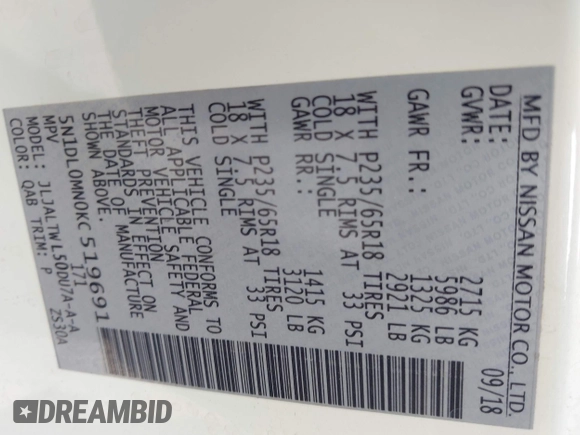 MFD BY NISSAN MOTOR CO., LTD.
DATE: 09/18
GVWR: 2715 KG
5986 LB
GAWR FR.: 1325 KG
2921 LB
WITH P235/65R18 TIRES
18 X 7.5 RIMS AT 33 PSI
COLD SINGLE
GAWR RR.: 1415 KG
3120 LB
WITH P235/65R18 TIRES
18 X 7.5 RIMS AT 33 PSI
COLD SINGLE
THIS VEHICLE CONFORMS TO
ALL APPLICABLE FEDERAL
MOTOR VEHICLE SAFETY AND
THEFT PREVENTION
STANDARDS IN EFFECT ON
THE DATE OF MANUFACTURE
SHOWN ABOVE. 171
5N1DL0MN0KC519691
MPV
MODEL: JLJALTWL50PU7A-A-A
COLOR: QAB TRIM: P ZS30A
DREAMBID